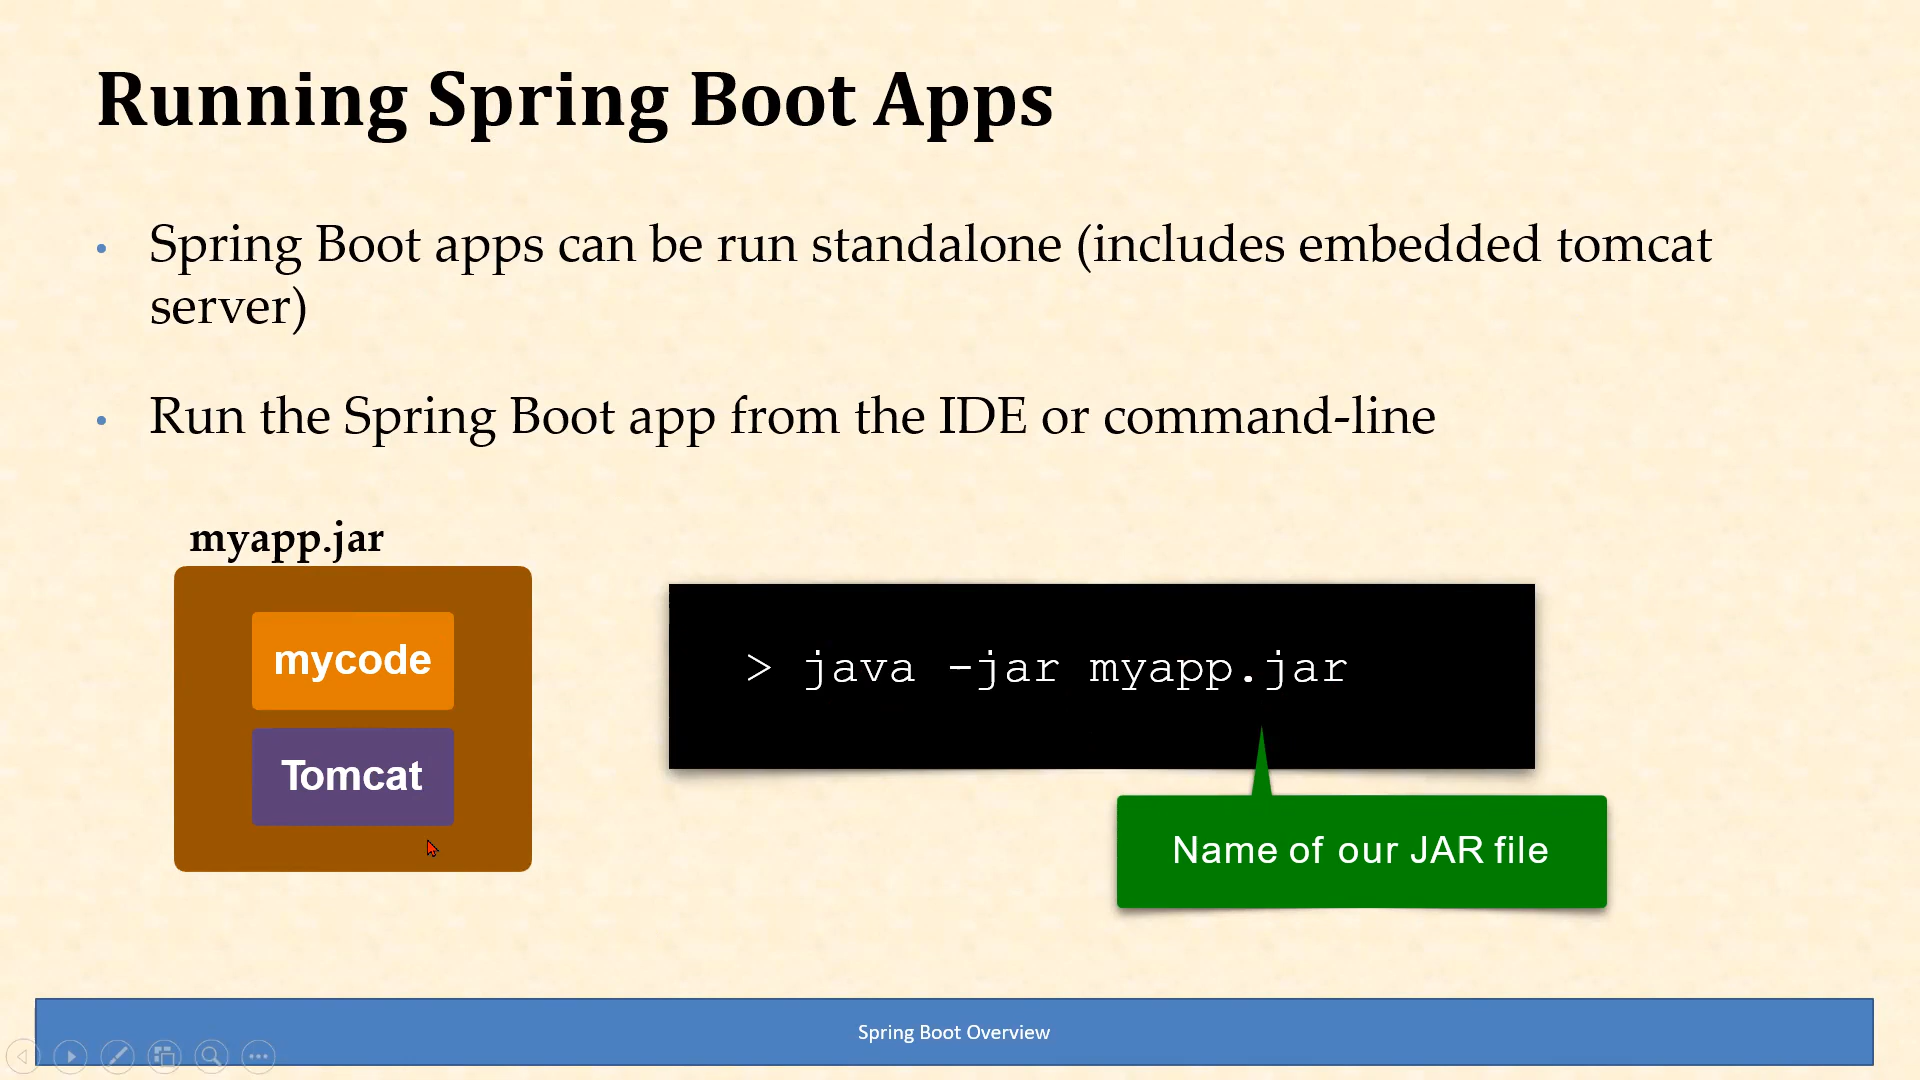 Running Spring Boot Apps
• Spring Boot apps can be run standalone (includes embedded tomcat
server)
• Run the Spring Boot app from the IDE or command-line
myapp.jar
mycode
Tomcat
> java -jar myapp.jar
Name of our JAR file
Spring Boot Overview